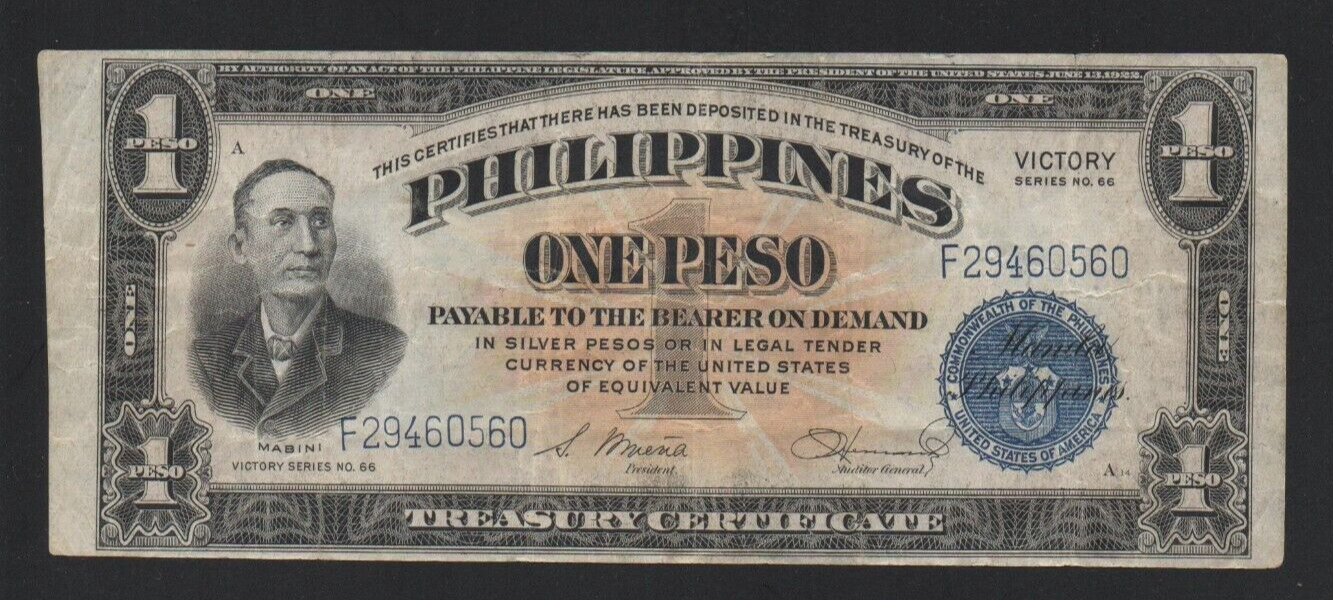 BY AUTHORITY OF AN ACT OF THE PHILIPPINE LEGISLATURE APPROVED BY THE PRESIDENT OF THE UNITED STATES, JUNE 13, 1922
ONE
ONE
1
PESO
1
PESO
A
THIS CERTIFIES THAT THERE HAS BEEN DEPOSITED IN THE TREASURY OF THE
VICTORY
SERIES NO. 66
PHILIPPINES
1
ONE PESO
F29460560
ONE
ONE
PAYABLE TO THE BEARER ON DEMAND
IN SILVER PESOS OR IN LEGAL TENDER
CURRENCY OF THE UNITED STATES
OF EQUIVALENT VALUE
COMMONWEALTH OF THE PHILIPPINES
Manila
Philippines.
UNITED STATES OF AMERICA
MABINI
F29460560
VICTORY SERIES NO. 66
S. Osmeña
President.
Auditor General,
A 14
1
PESO
1
PESO
TREASURY CERTIFICATE